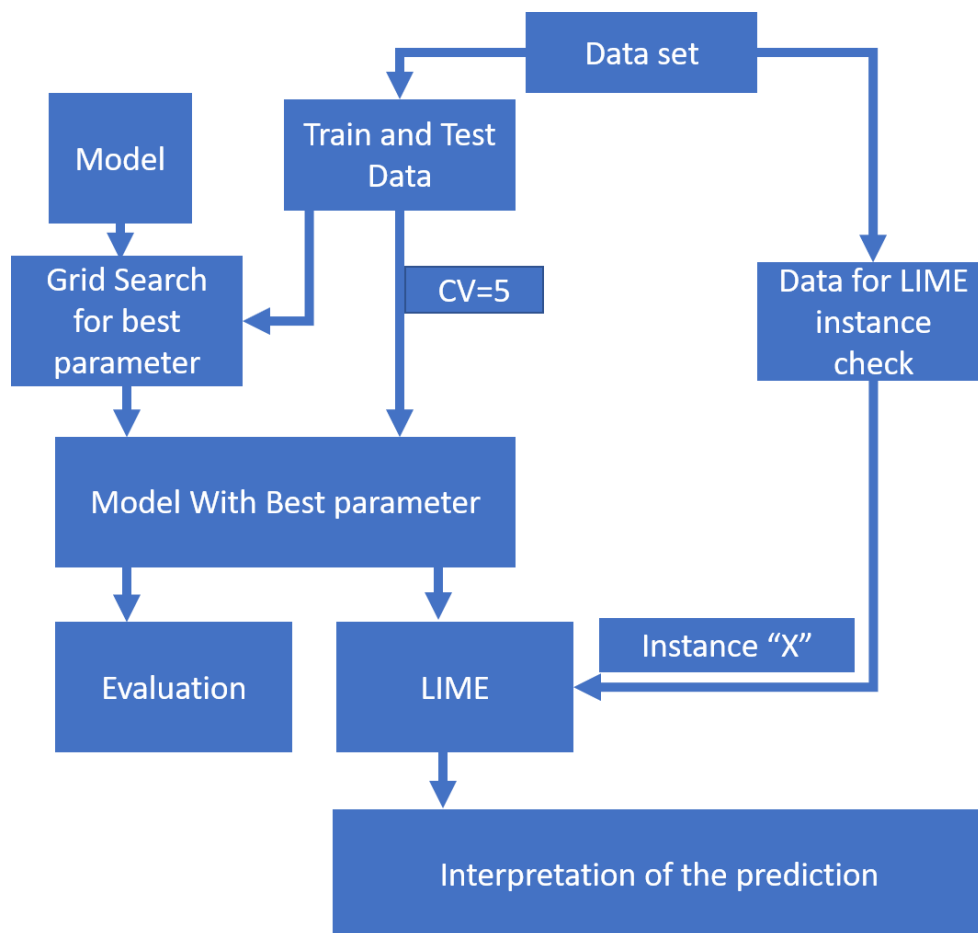 Data set
Train and Test
Data
Model
Grid Search
for best
parameter
CV=5
Data for LIME
instance
check
Model With Best parameter
Evaluation
LIME
Instance “X”
Interpretation of the prediction